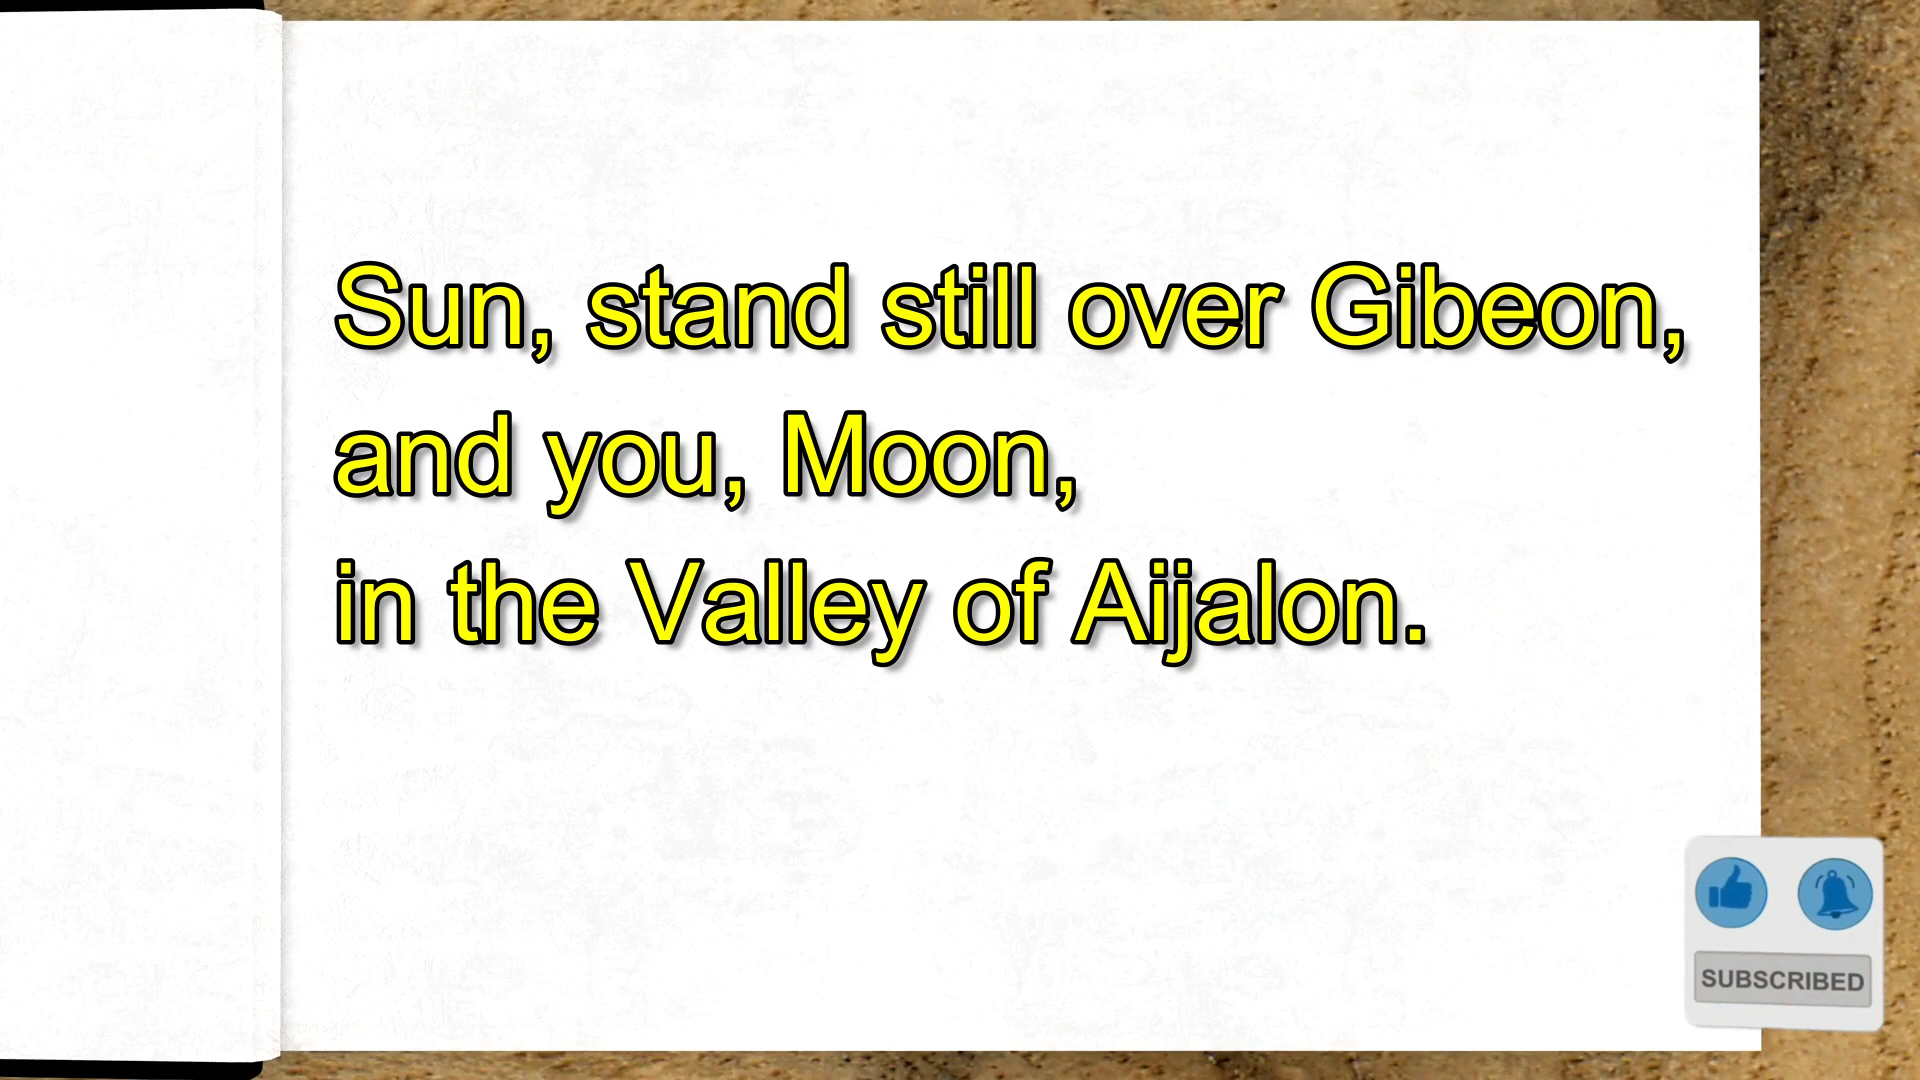 Sun, stand still over Gibeon,
and you, Moon,
in the Valley of Aijalon.
SUBSCRIBED